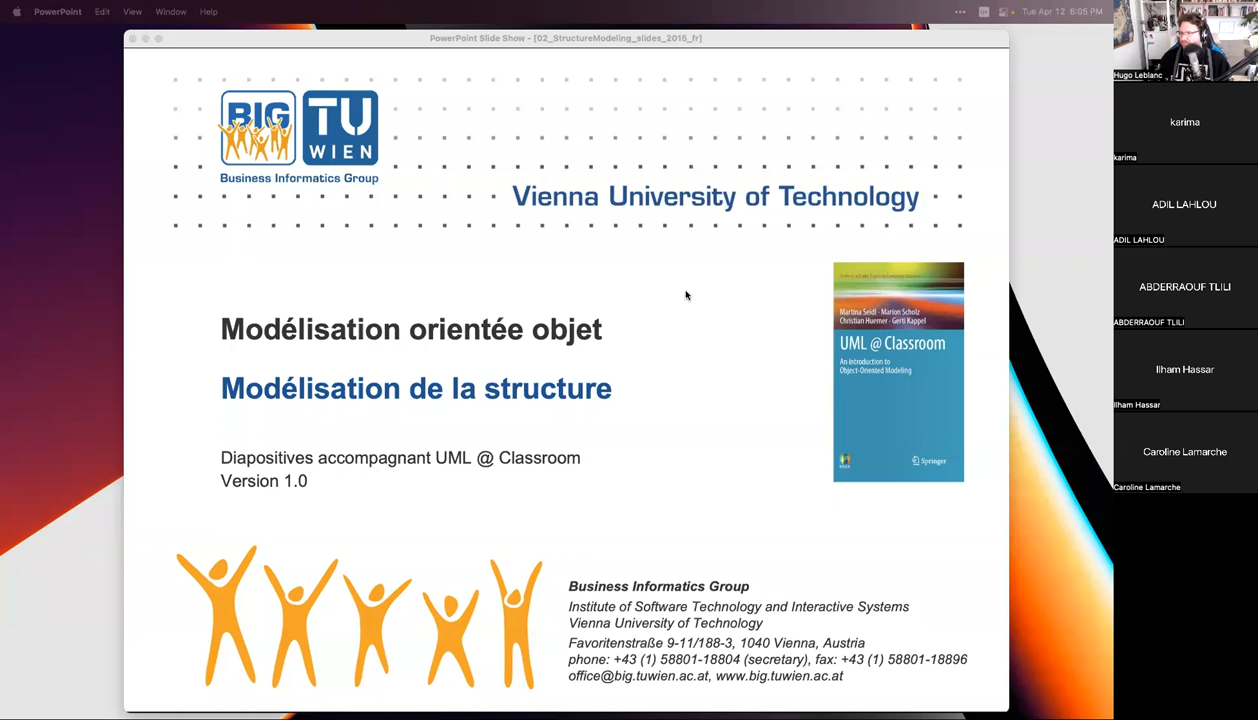 PowerPoint Edit View Window Help
Tue Apr 12 6:05 PM
PowerPoint Slide Show - [02_StructureModeling_slides_2015_fr]
BIG
TU
WIEN
Business Informatics Group
Vienna University of Technology
Martina Seidl · Marion Scholz
Christian Huemer · Gerti Kappel
UML @ Classroom
An Introduction to
Object-Oriented Modeling
Springer
Modélisation orientée objet
Modélisation de la structure
Diapositives accompagnant UML @ Classroom
Version 1.0
Business Informatics Group
Institute of Software Technology and Interactive Systems
Vienna University of Technology
Favoritenstraße 9-11/188-3, 1040 Vienna, Austria
phone: +43 (1) 58801-18804 (secretary), fax: +43 (1) 58801-18896
office@big.tuwien.ac.at, www.big.tuwien.ac.at
Hugo Leblanc
karima
karima
ADIL LAHLOU
ADIL LAHLOU
ABDERRAOUF TLILI
ABDERRAOUF TLILI
Ilham Hassar
Ilham Hassar
Caroline Lamarche
Caroline Lamarche